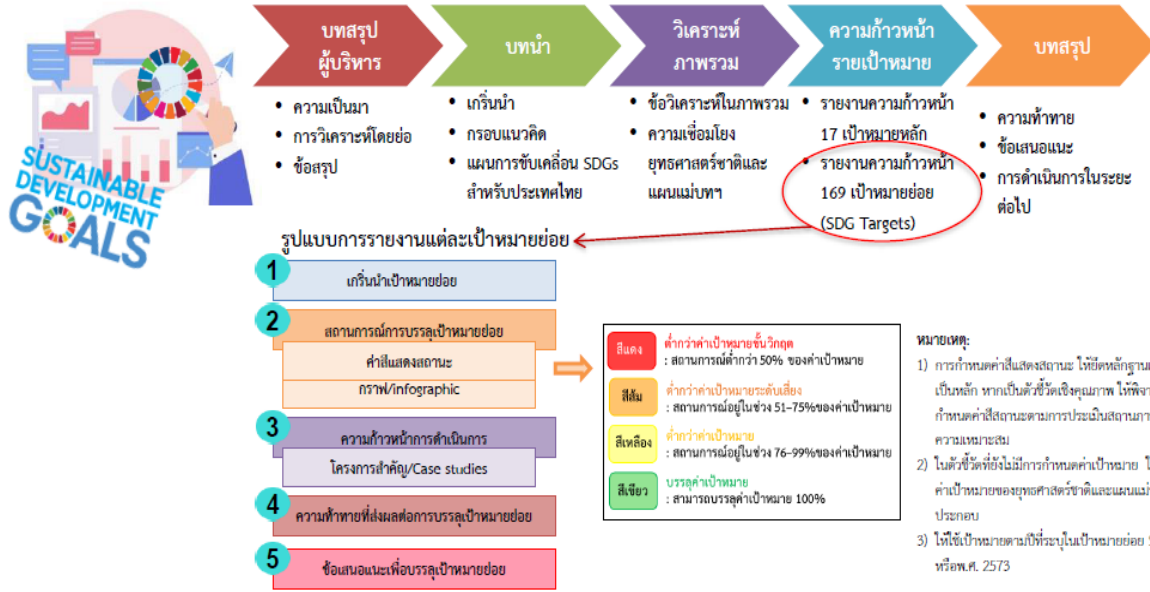 บทสรุป
ผู้บริหาร
บทนำ
วิเคราะห์
ภาพรวม
ความก้าวหน้า
รายเป้าหมาย
บทสรุป
• ความเป็นมา
• การวิเคราะห์โดยย่อ
• ข้อสรุป
• เกริ่นนำ
• กรอบแนวคิด
• แผนการขับเคลื่อน SDGs
สำหรับประเทศไทย
• ข้อวิเคราะห์ในภาพรวม
• ความเชื่อมโยง
ยุทธศาสตร์ชาติและ
แผนแม่บทฯ
• รายงานความก้าวหน้า
17 เป้าหมายหลัก
• รายงานความก้าวหน้า
169 เป้าหมายย่อย
(SDG Targets)
• ความท้าทาย
• ข้อเสนอแนะ
• การดำเนินการในระยะ
ต่อไป
SUSTAINABLE
DEVELOPMENT
GOALS
รูปแบบการรายงานแต่ละเป้าหมายย่อย
1
เกริ่นนำเป้าหมายย่อย
2
สถานการณ์การบรรลุเป้าหมายย่อย
ค่าสีแสดงสถานะ
กราฟ/infographic
3
ความก้าวหน้าการดำเนินการ
โครงการสำคัญ/Case studies
4
ความท้าทายที่ส่งผลต่อการบรรลุเป้าหมายย่อย
5
ข้อเสนอแนะเพื่อบรรลุเป้าหมายย่อย
สีแดง
ต่ำกว่าค่าเป้าหมายขั้นวิกฤต
: สถานการณ์ต่ำกว่า 50% ของค่าเป้าหมาย
สีส้ม
ต่ำกว่าค่าเป้าหมายระดับเสี่ยง
: สถานการณ์อยู่ในช่วง 51-75%ของค่าเป้าหมาย
สีเหลือง
ต่ำกว่าค่าเป้าหมาย
: สถานการณ์อยู่ในช่วง 76-99%ของค่าเป้าหมาย
สีเขียว
บรรลุค่าเป้าหมาย
: สามารถบรรลุค่าเป้าหมาย 100%
หมายเหตุ:
1) การกำหนดค่าสีแสดงสถานะ ให้ยึดหลักฐาน
เป็นหลัก หากเป็นตัวชี้วัดเชิงคุณภาพ ให้พิจา
กำหนดค่าสีสถานะตามการประเมินสถานกา
ความเหมาะสม
2) ในตัวชี้วัดที่ยังไม่มีการกำหนดค่าเป้าหมาย
ค่าเป้าหมายของยุทธศาสตร์ชาติและแผนแม่
ประกอบ
3) ให้ใช้เป้าหมายตามปีที่ระบุในเป้าหมายย่อย
หรือพ.ศ. 2573